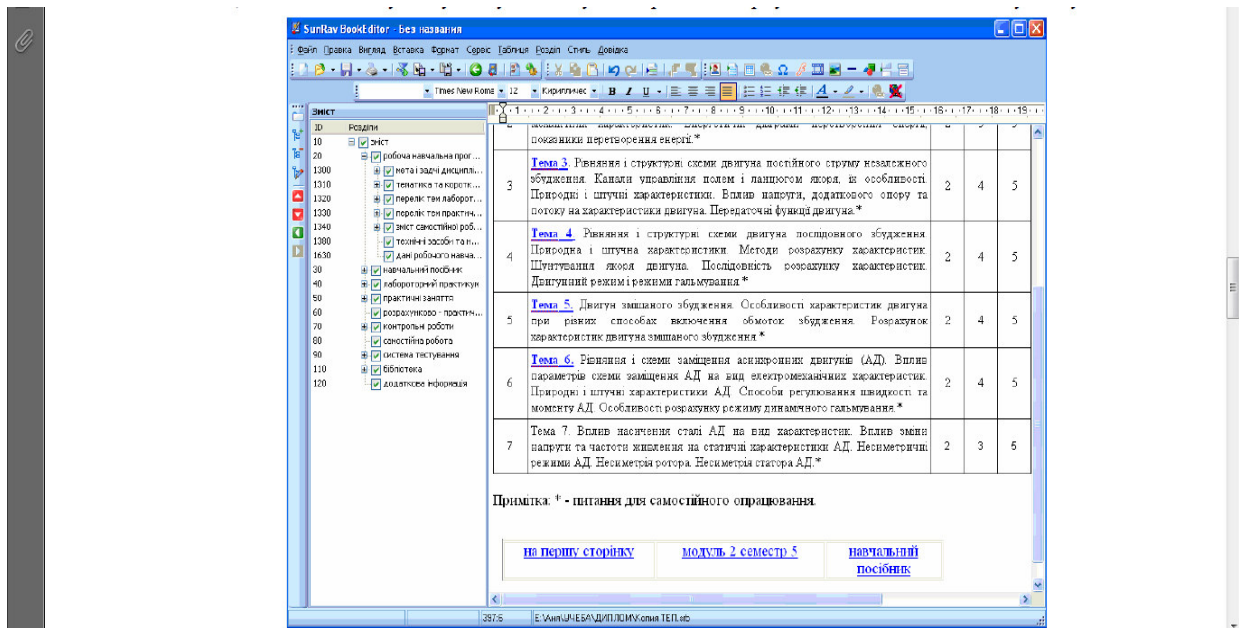 SunRav BookEditor - Без названия
Файл Правка Вигляд Вставка Формат Сервіс Таблиця Розділ Стиль Довідка
Times New Roma 12 Кирилличес
Зміст
ID Розділи
10 зміст
20 робоча навчальна прог...
1300 мета і задачі дисциплі...
1310 тематика та коротк...
1320 перелік тем лаборат...
1330 перелік тем практич...
1340 зміст самостійної роб...
1380 технічні засоби та н...
1630 дані робочого навча...
30 навчальний посібник
40 лабораторний практикум
50 практичні заняття
60 розрахунково - практич...
70 контрольні роботи
80 самостійна робота
90 система тестування
110 бібліотека
120 додаткова інформація
показники перетворення енергії.*
Тема 3. Рівняння і структурні схеми двигуна постійного струму незалежного
збудження. Канали управління полем і ланцюгом якоря, їх особливості.
3 Природні і штучні характеристики. Вплив напруги, додаткового опору та 2 4 5
потоку на характеристики двигуна. Передаточні функції двигуна.*
Тема 4. Рівняння і структурні схеми двигуна послідовного збудження.
Природна і штучна характеристики. Методи розрахунку характеристик.
4 Шунтування якоря двигуна. Послідовність розрахунку характеристик. 2 4 5
Двигунний режим і режими гальмування.*
Тема 5. Двигун змішаного збудження. Особливості характеристик двигуна
5 при різних способах включення обмоток збудження. Розрахунок 2 4 5
характеристик двигуна змішаного збудження.*
Тема 6. Рівняння і схеми заміщення асинхронних двигунів (АД). Вплив
параметрів схеми заміщення АД на вид електромеханічних характеристик.
6 Природні і штучні характеристики АД. Способи регулювання швидкості та 2 4 5
моменту АД. Особливості розрахунку режиму динамічного гальмування.*
Тема 7. Вплив насичення сталі АД на вид характеристик. Вплив зміни
7 напруги та частоти живлення на статичні характеристики АД. Несиметричні 2 3 6
режими АД. Несиметрія ротора. Несиметрія статора АД.*
Примітка: * - питання для самостійного опрацювання.
на першу сторінку модуль 2 семестр 5 навчальний
посібник
397:6 E:\Аня\УЧЕБА\ДИПЛОМ\Копия ТЕП.srb